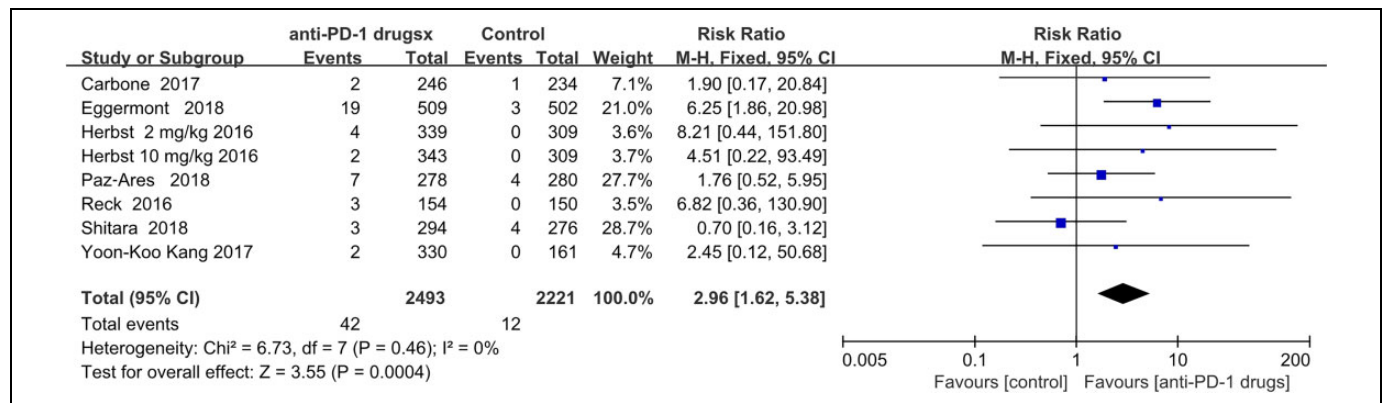 anti-PD-1 drugsx Control Risk Ratio Risk Ratio
Study or Subgroup Events Total Events Total Weight M-H, Fixed, 95% CI M-H, Fixed, 95% CI
Carbone 2017 2 246 1 234 7.1% 1.90 [0.17, 20.84]
Eggermont 2018 19 509 3 502 21.0% 6.25 [1.86, 20.98]
Herbst 2 mg/kg 2016 4 339 0 309 3.6% 8.21 [0.44, 151.80]
Herbst 10 mg/kg 2016 2 343 0 309 3.7% 4.51 [0.22, 93.49]
Paz-Ares 2018 7 278 4 280 27.7% 1.76 [0.52, 5.95]
Reck 2016 3 154 0 150 3.5% 6.82 [0.36, 130.90]
Shitara 2018 3 294 4 276 28.7% 0.70 [0.16, 3.12]
Yoon-Koo Kang 2017 2 330 0 161 4.7% 2.45 [0.12, 50.68]
Total (95% CI) 2493 2221 100.0% 2.96 [1.62, 5.38]
Total events 42 12
Heterogeneity: Chi² = 6.73, df = 7 (P = 0.46); I² = 0%
Test for overall effect: Z = 3.55 (P = 0.0004)
0.005 0.1 1 10 200
Favours [control] Favours [anti-PD-1 drugs]